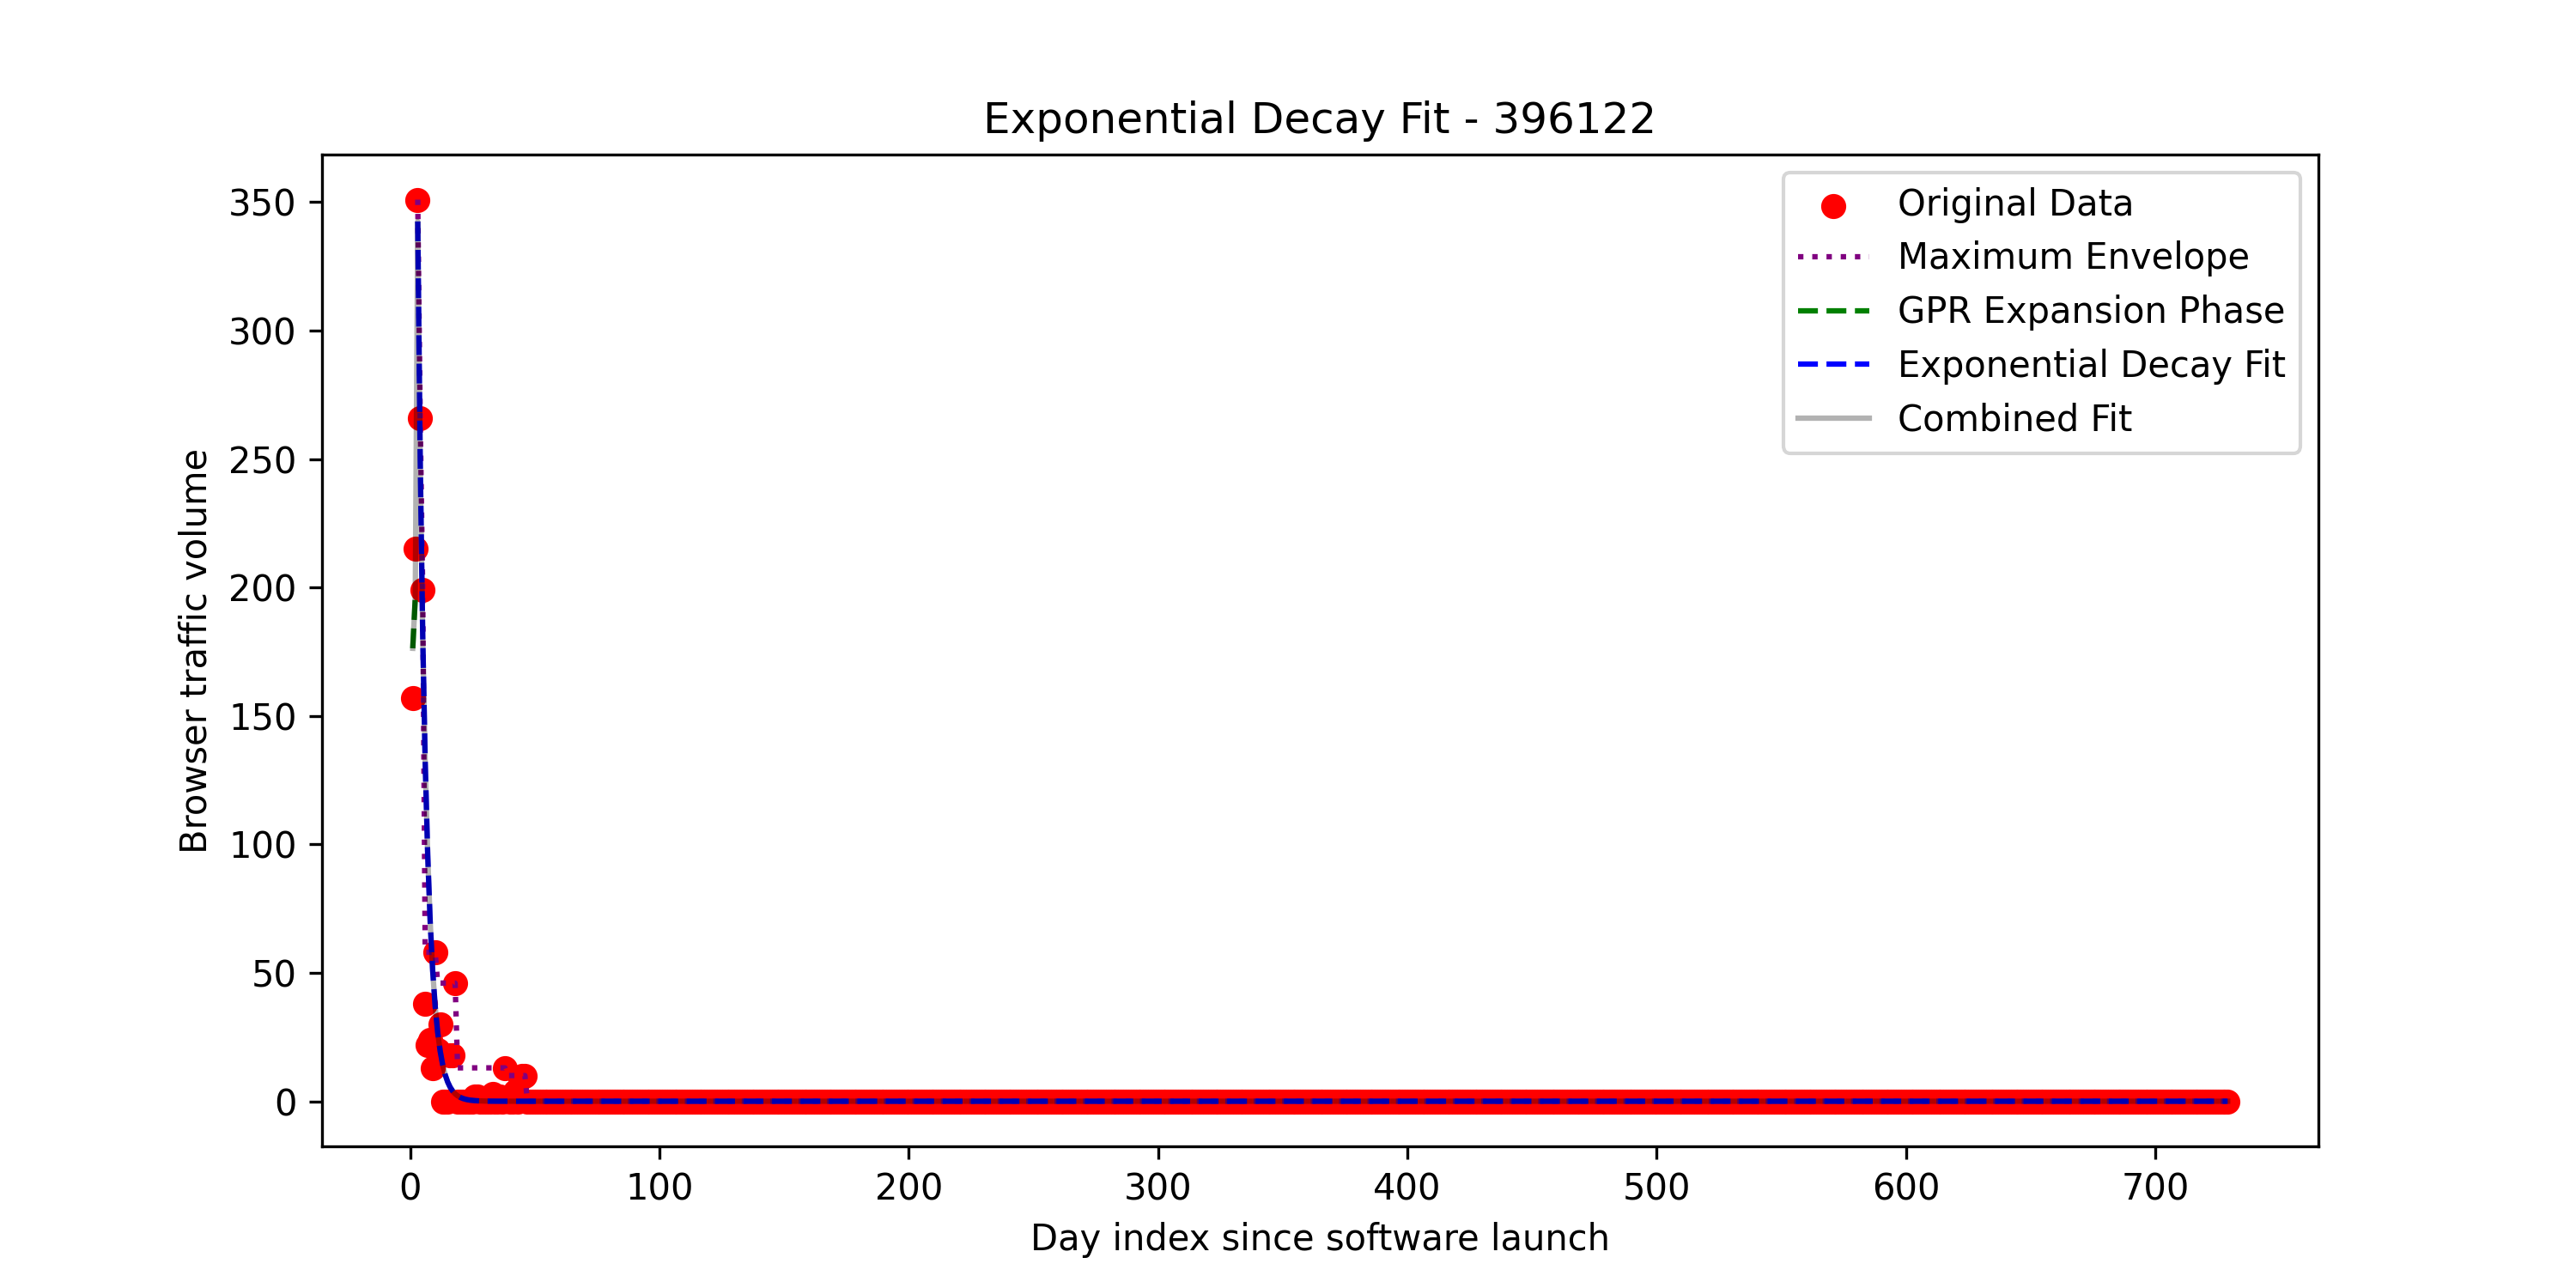 Exponential Decay Fit - 396122
Original Data
Maximum Envelope
GPR Expansion Phase
Exponential Decay Fit
Combined Fit
Browser traffic volume
350
300
250
200
150
100
50
0
0 100 200 300 400 500 600 700
Day index since software launch